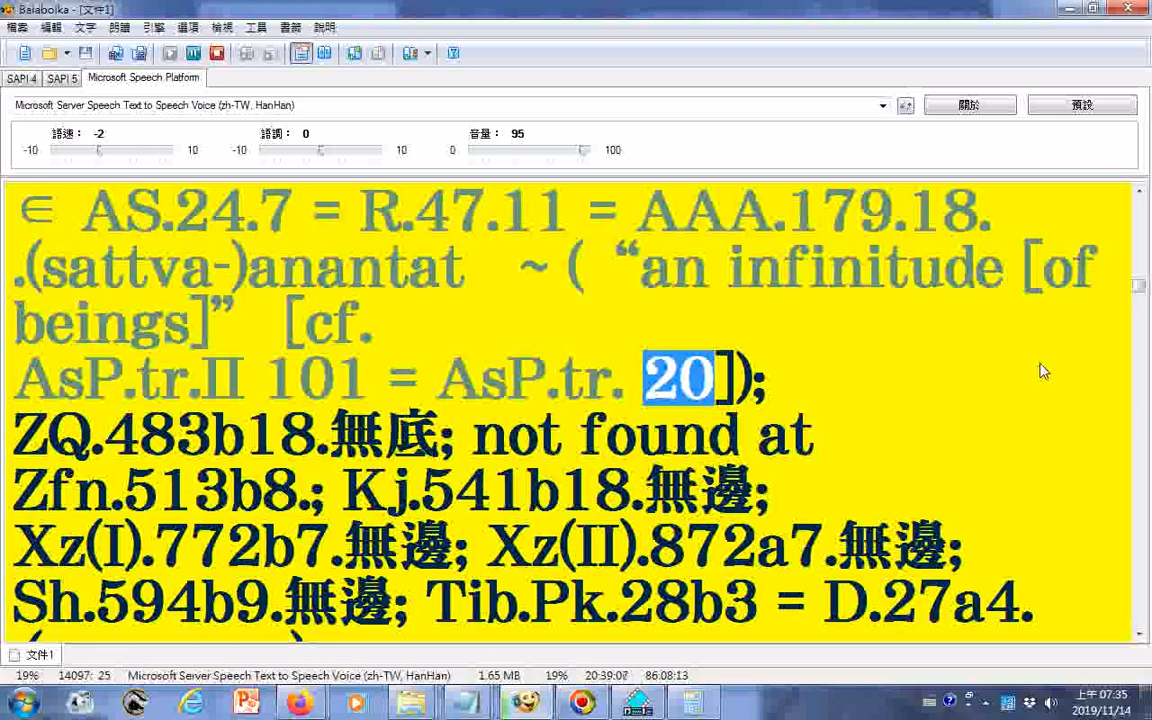 Balabolka - [文件1]
檔案 編輯 文字 朗讀 引擎 選項 檢視 工具 書籤 說明
SAPI 4 SAPI 5 Microsoft Speech Platform
Microsoft Server Speech Text to Speech Voice (zh-TW, HanHan) 關於 預設
語速： -2 語調： 0 音量： 95
-10 10 -10 10 0 100
∈ AS.24.7 = R.47.11 = AAA.179.18.
.(sattva-)anantat ~ ( “an infinitude [of
beings]” [cf.
AsP.tr.II 101 = AsP.tr. 20]);
ZQ.483b18.無底; not found at
Zfn.513b8.; Kj.541b18.無邊;
Xz(I).772b7.無邊; Xz(II).872a7.無邊;
Sh.594b9.無邊; Tib.Pk.28b3 = D.27a4.
文件1
19% 14097: 25 Microsoft Server Speech Text to Speech Voice (zh-TW, HanHan) 1.65 MB 19% 20:39:07 86:08:13
上午 07:35
2019/11/14